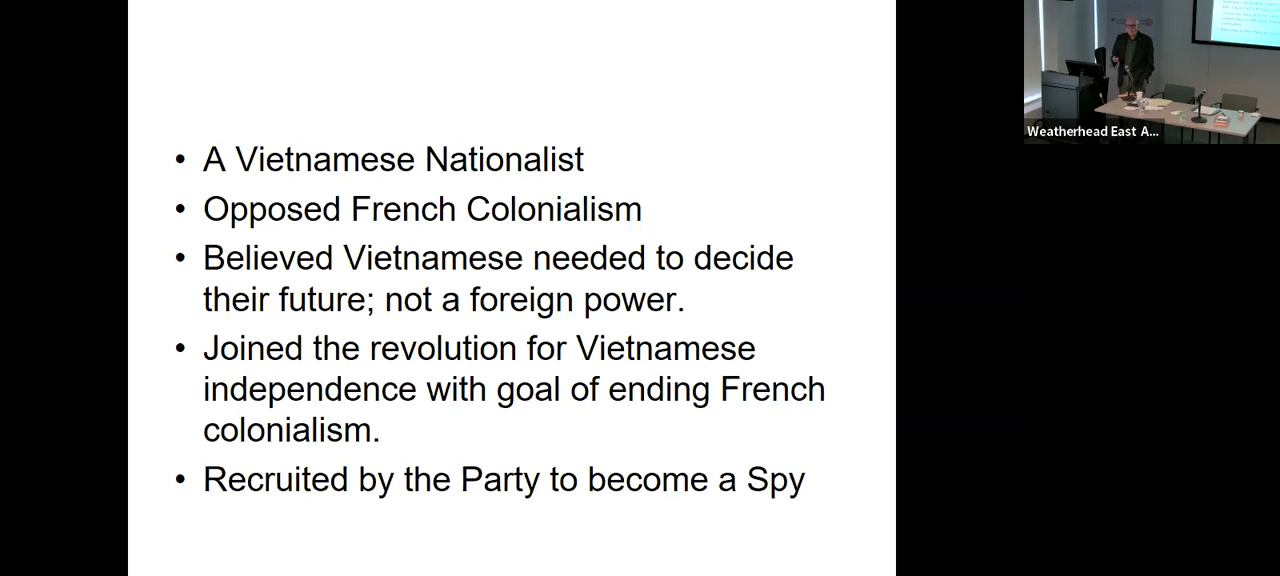 • A Vietnamese Nationalist
• Opposed French Colonialism
• Believed Vietnamese needed to decide
their future; not a foreign power.
• Joined the revolution for Vietnamese
independence with goal of ending French
colonialism.
• Recruited by the Party to become a Spy
Weatherhead East A...